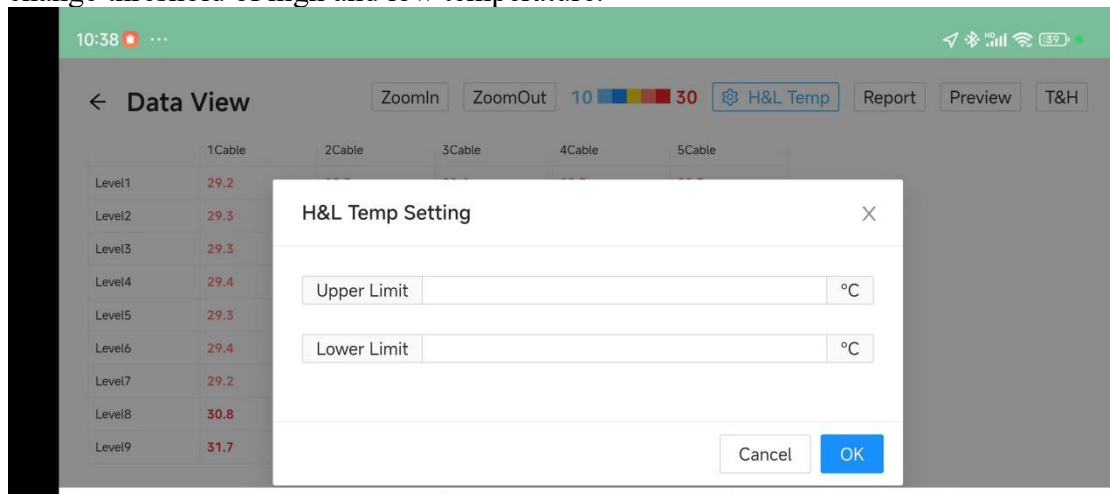 change threshold of high and low temperature.
10:38 ... 39
← Data View ZoomIn ZoomOut 10 30 H&L Temp Report Preview T&H
1Cable 2Cable 3Cable 4Cable 5Cable
Level1 29.2
Level2 29.3
Level3 29.3
Level4 29.4
Level5 29.3
Level6 29.4
Level7 29.2
Level8 30.8
Level9 31.7
H&L Temp Setting
Upper Limit °C
Lower Limit °C
Cancel OK